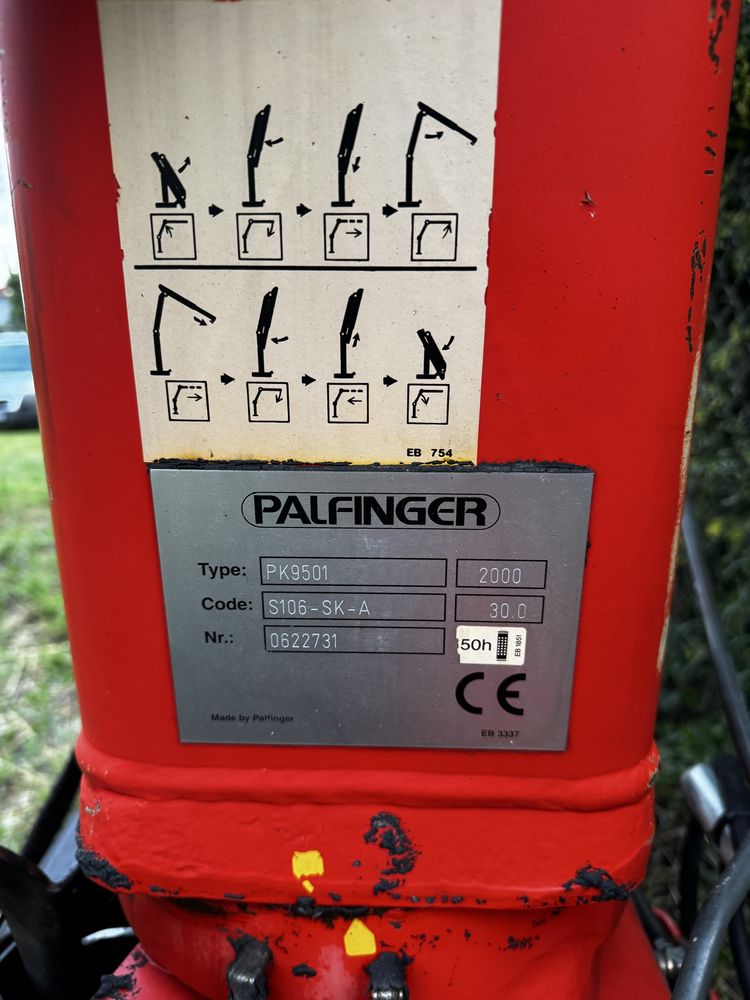 EB 754
PALFINGER
Type: PK9501 2000
Code: S106-SK-A 30.0
Nr.: 0622731
50h EB 1851
CE
Made by Palfinger
EB 3337